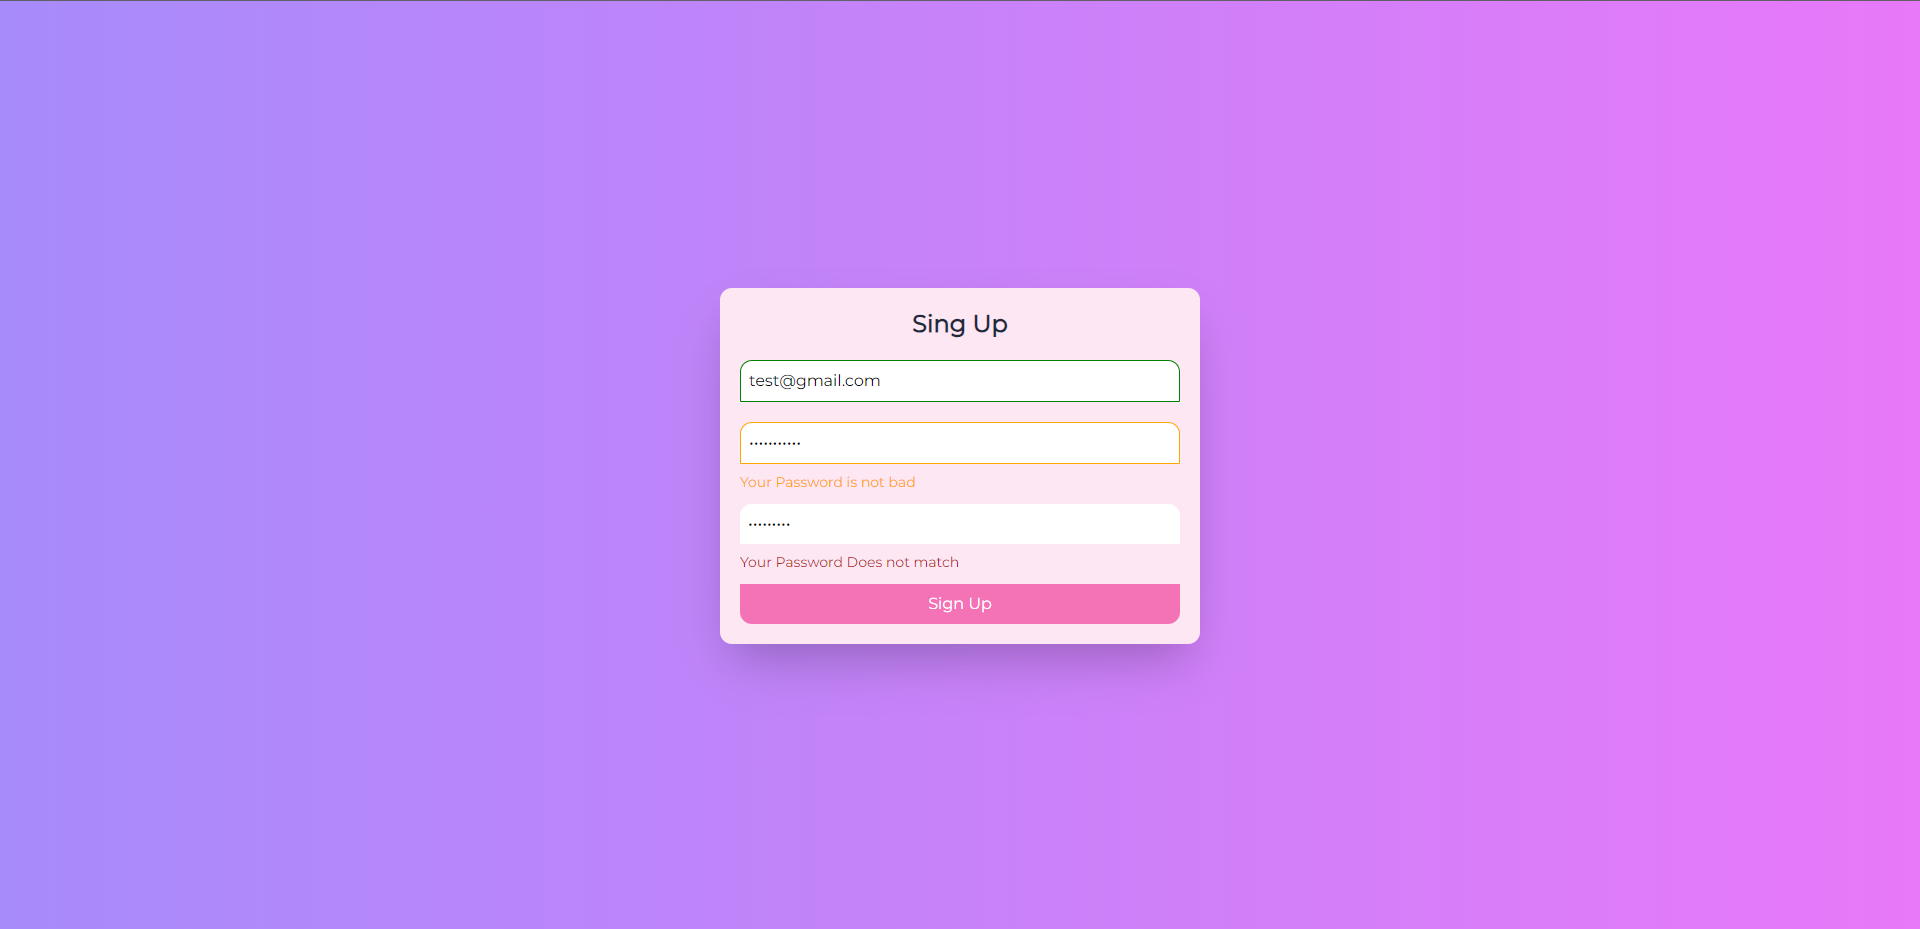 Sing Up
test@gmail.com
•••••••••••
Your Password is not bad
•••••••••
Your Password Does not match
Sign Up